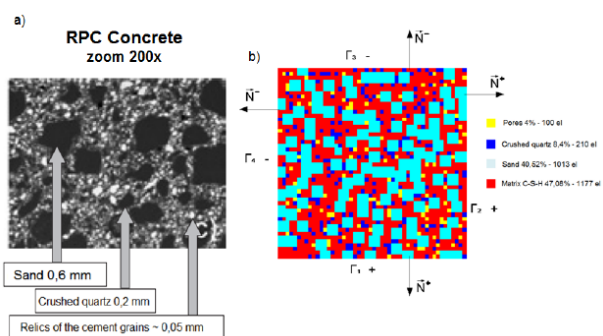 a)
RPC Concrete
zoom 200x
Sand 0,6 mm
Crushed quartz 0,2 mm
Relics of the cement grains ~ 0,05 mm
b)
Γ₃ -
N⁻
N⁺
N⁻
Γ₄ -
Γ₂ +
Γ₁ +
N⁺
Pores 4% - 100 el
Crushed quartz 8,4% - 210 el
Sand 40,52% - 1013 el
Matrix C-S-H 47,08% - 1177 el